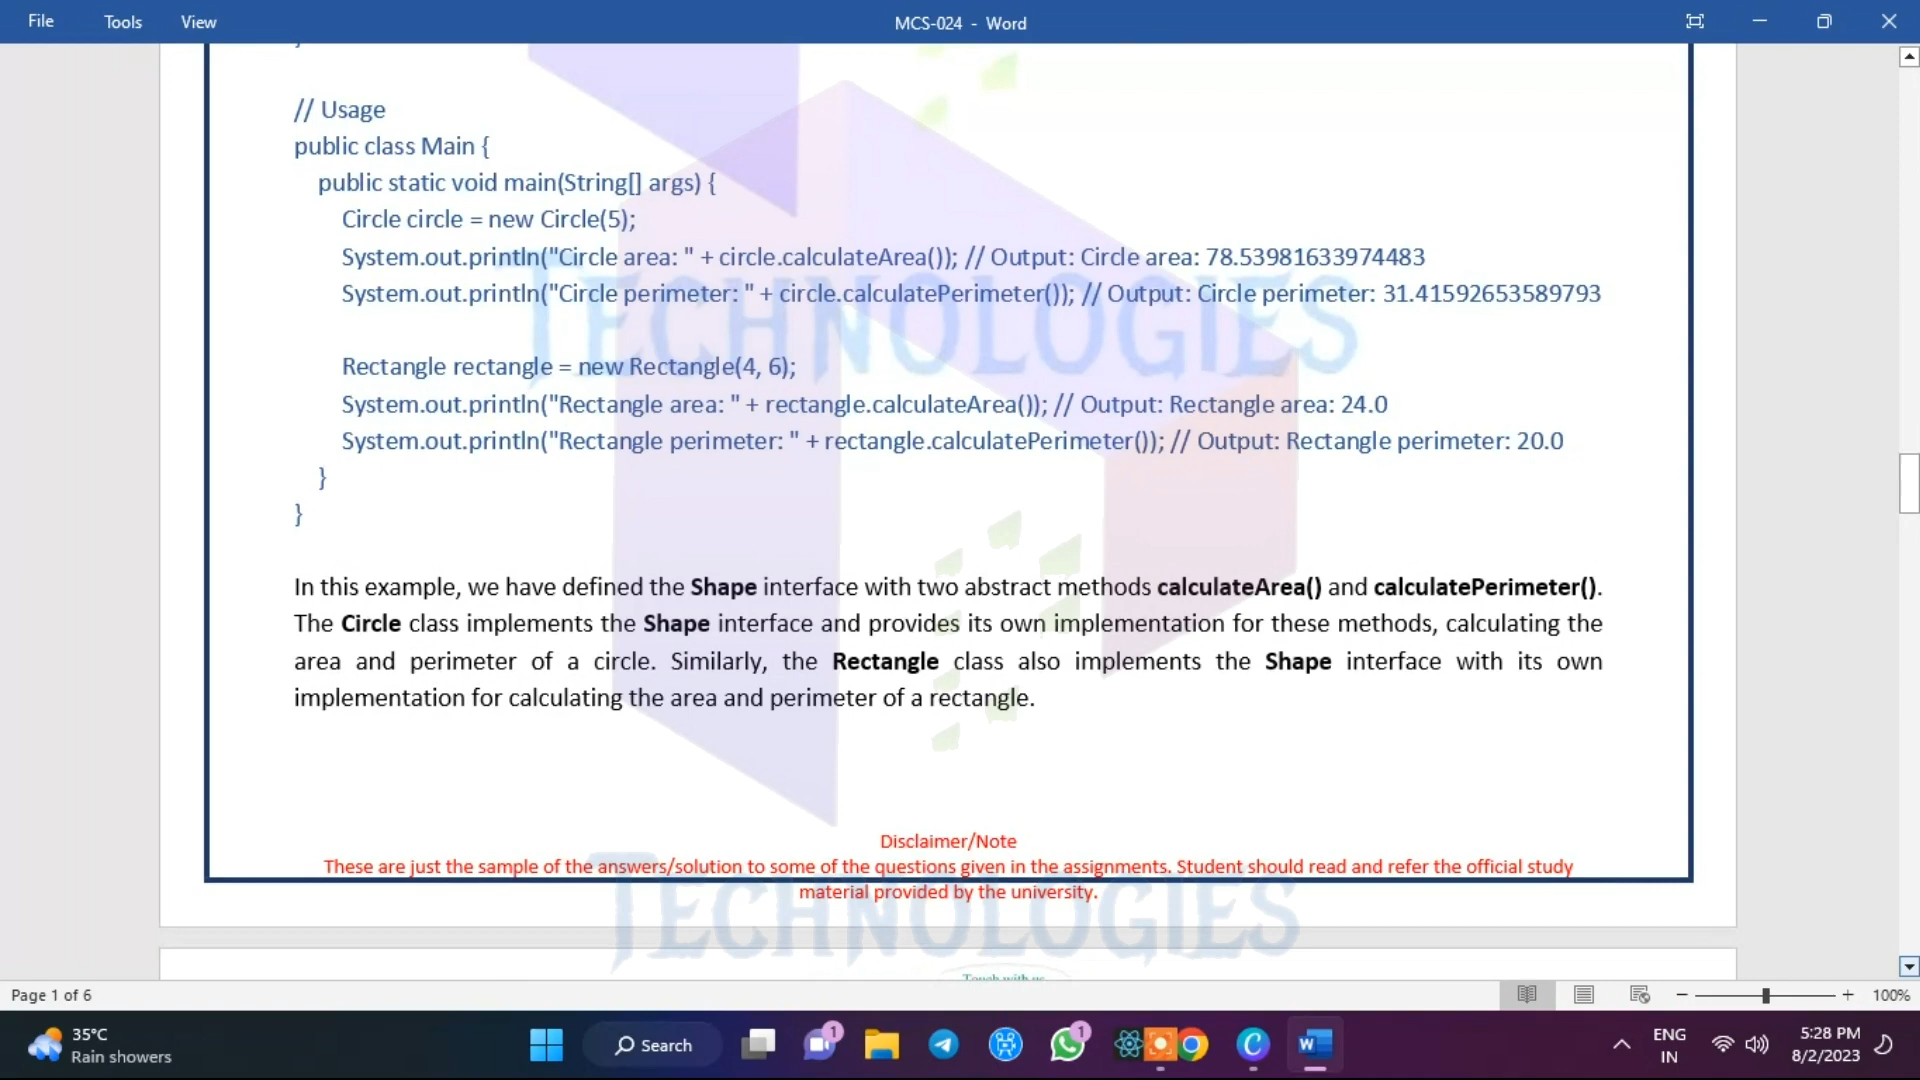 File Tools View MCS-024 - Word
// Usage
public class Main {
public static void main(String[] args) {
Circle circle = new Circle(5);
System.out.println("Circle area: " + circle.calculateArea()); // Output: Circle area: 78.53981633974483
System.out.println("Circle perimeter: " + circle.calculatePerimeter()); // Output: Circle perimeter: 31.41592653589793
TECHNOLOGIES
Rectangle rectangle = new Rectangle(4, 6);
System.out.println("Rectangle area: " + rectangle.calculateArea()); // Output: Rectangle area: 24.0
System.out.println("Rectangle perimeter: " + rectangle.calculatePerimeter()); // Output: Rectangle perimeter: 20.0
}
}
In this example, we have defined the Shape interface with two abstract methods calculateArea() and calculatePerimeter().
The Circle class implements the Shape interface and provides its own implementation for these methods, calculating the
area and perimeter of a circle. Similarly, the Rectangle class also implements the Shape interface with its own
implementation for calculating the area and perimeter of a rectangle.
Disclaimer/Note
These are just the sample of the answers/solution to some of the questions given in the assignments. Student should read and refer the official study
material provided by the university.
TECHNOLOGIES
Touch with us
Page 1 of 6 100%
35°C
Rain showers
Search
1
1
ENG
IN
5:28 PM
8/2/2023